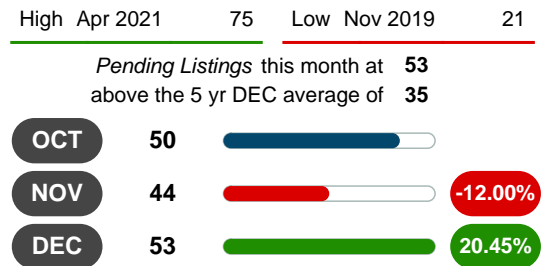 High Apr 2021 75 Low Nov 2019 21
Pending Listings this month at 53
above the 5 yr DEC average of 35
OCT 50
NOV 44 -12.00%
DEC 53 20.45%